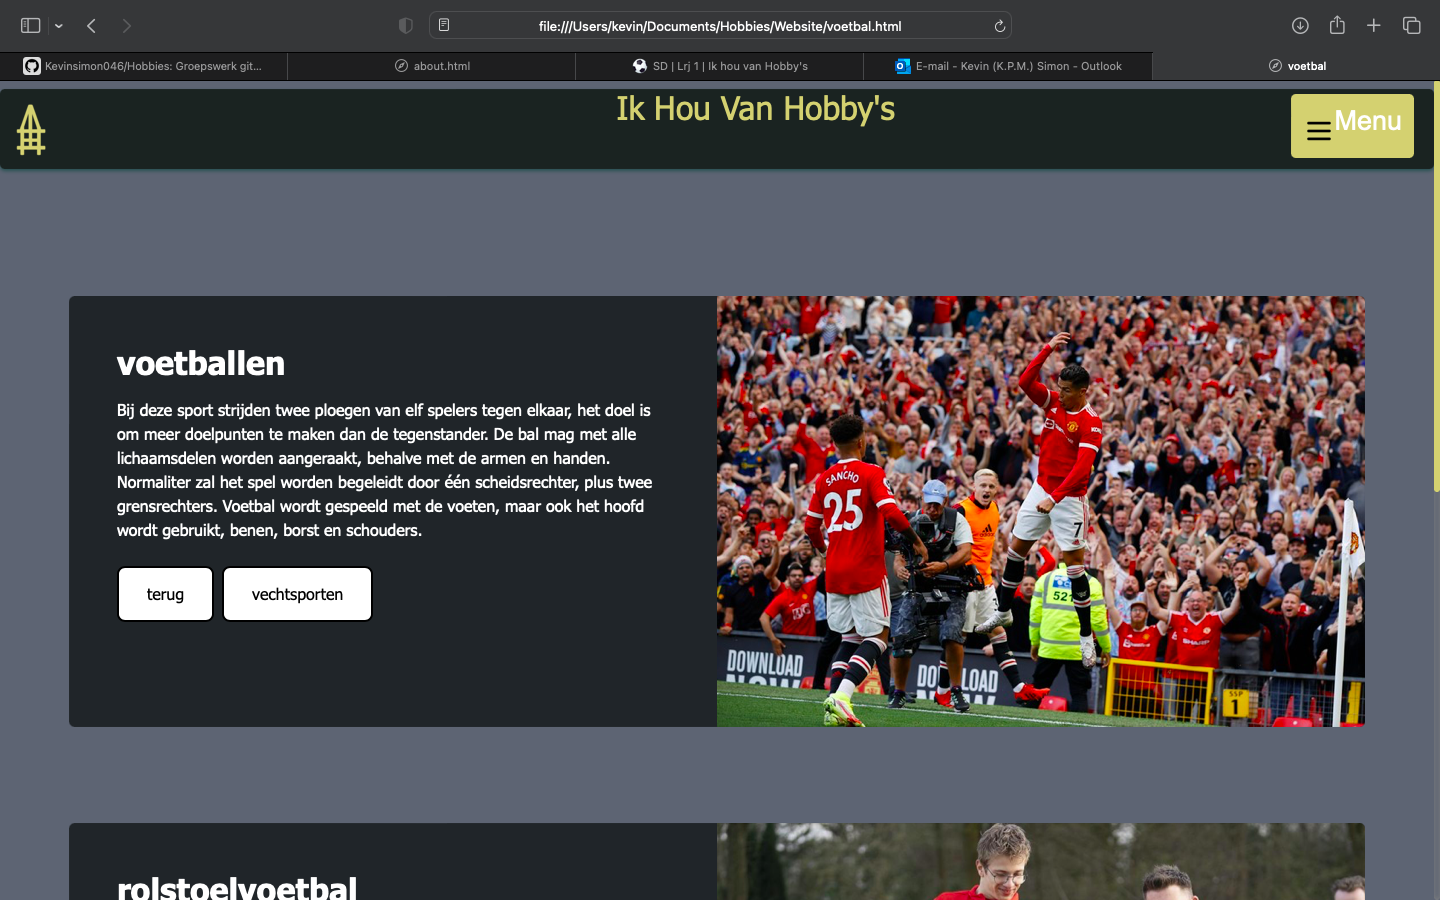 file:///Users/kevin/Documents/Hobbies/Website/voetbal.html
Kevinsimon046/Hobbies: Groepswerk git...
about.html
SD | Lrj 1 | Ik hou van Hobby's
E-mail - Kevin (K.P.M.) Simon - Outlook
voetbal
Ik Hou Van Hobby's
Menu
voetballen
Bij deze sport strijden twee ploegen van elf spelers tegen elkaar, het doel is
om meer doelpunten te maken dan de tegenstander. De bal mag met alle
lichaamsdelen worden aangeraakt, behalve met de armen en handen.
Normaliter zal het spel worden begeleidt door één scheidsrechter, plus twee
grensrechters. Voetbal wordt gespeeld met de voeten, maar ook het hoofd
wordt gebruikt, benen, borst en schouders.
terug
vechtsporten
SANCHO
25
7
521
DOWNLOAD
NOW
DOWNLOAD
NOW
SSP
1
rolstoelvoetbal